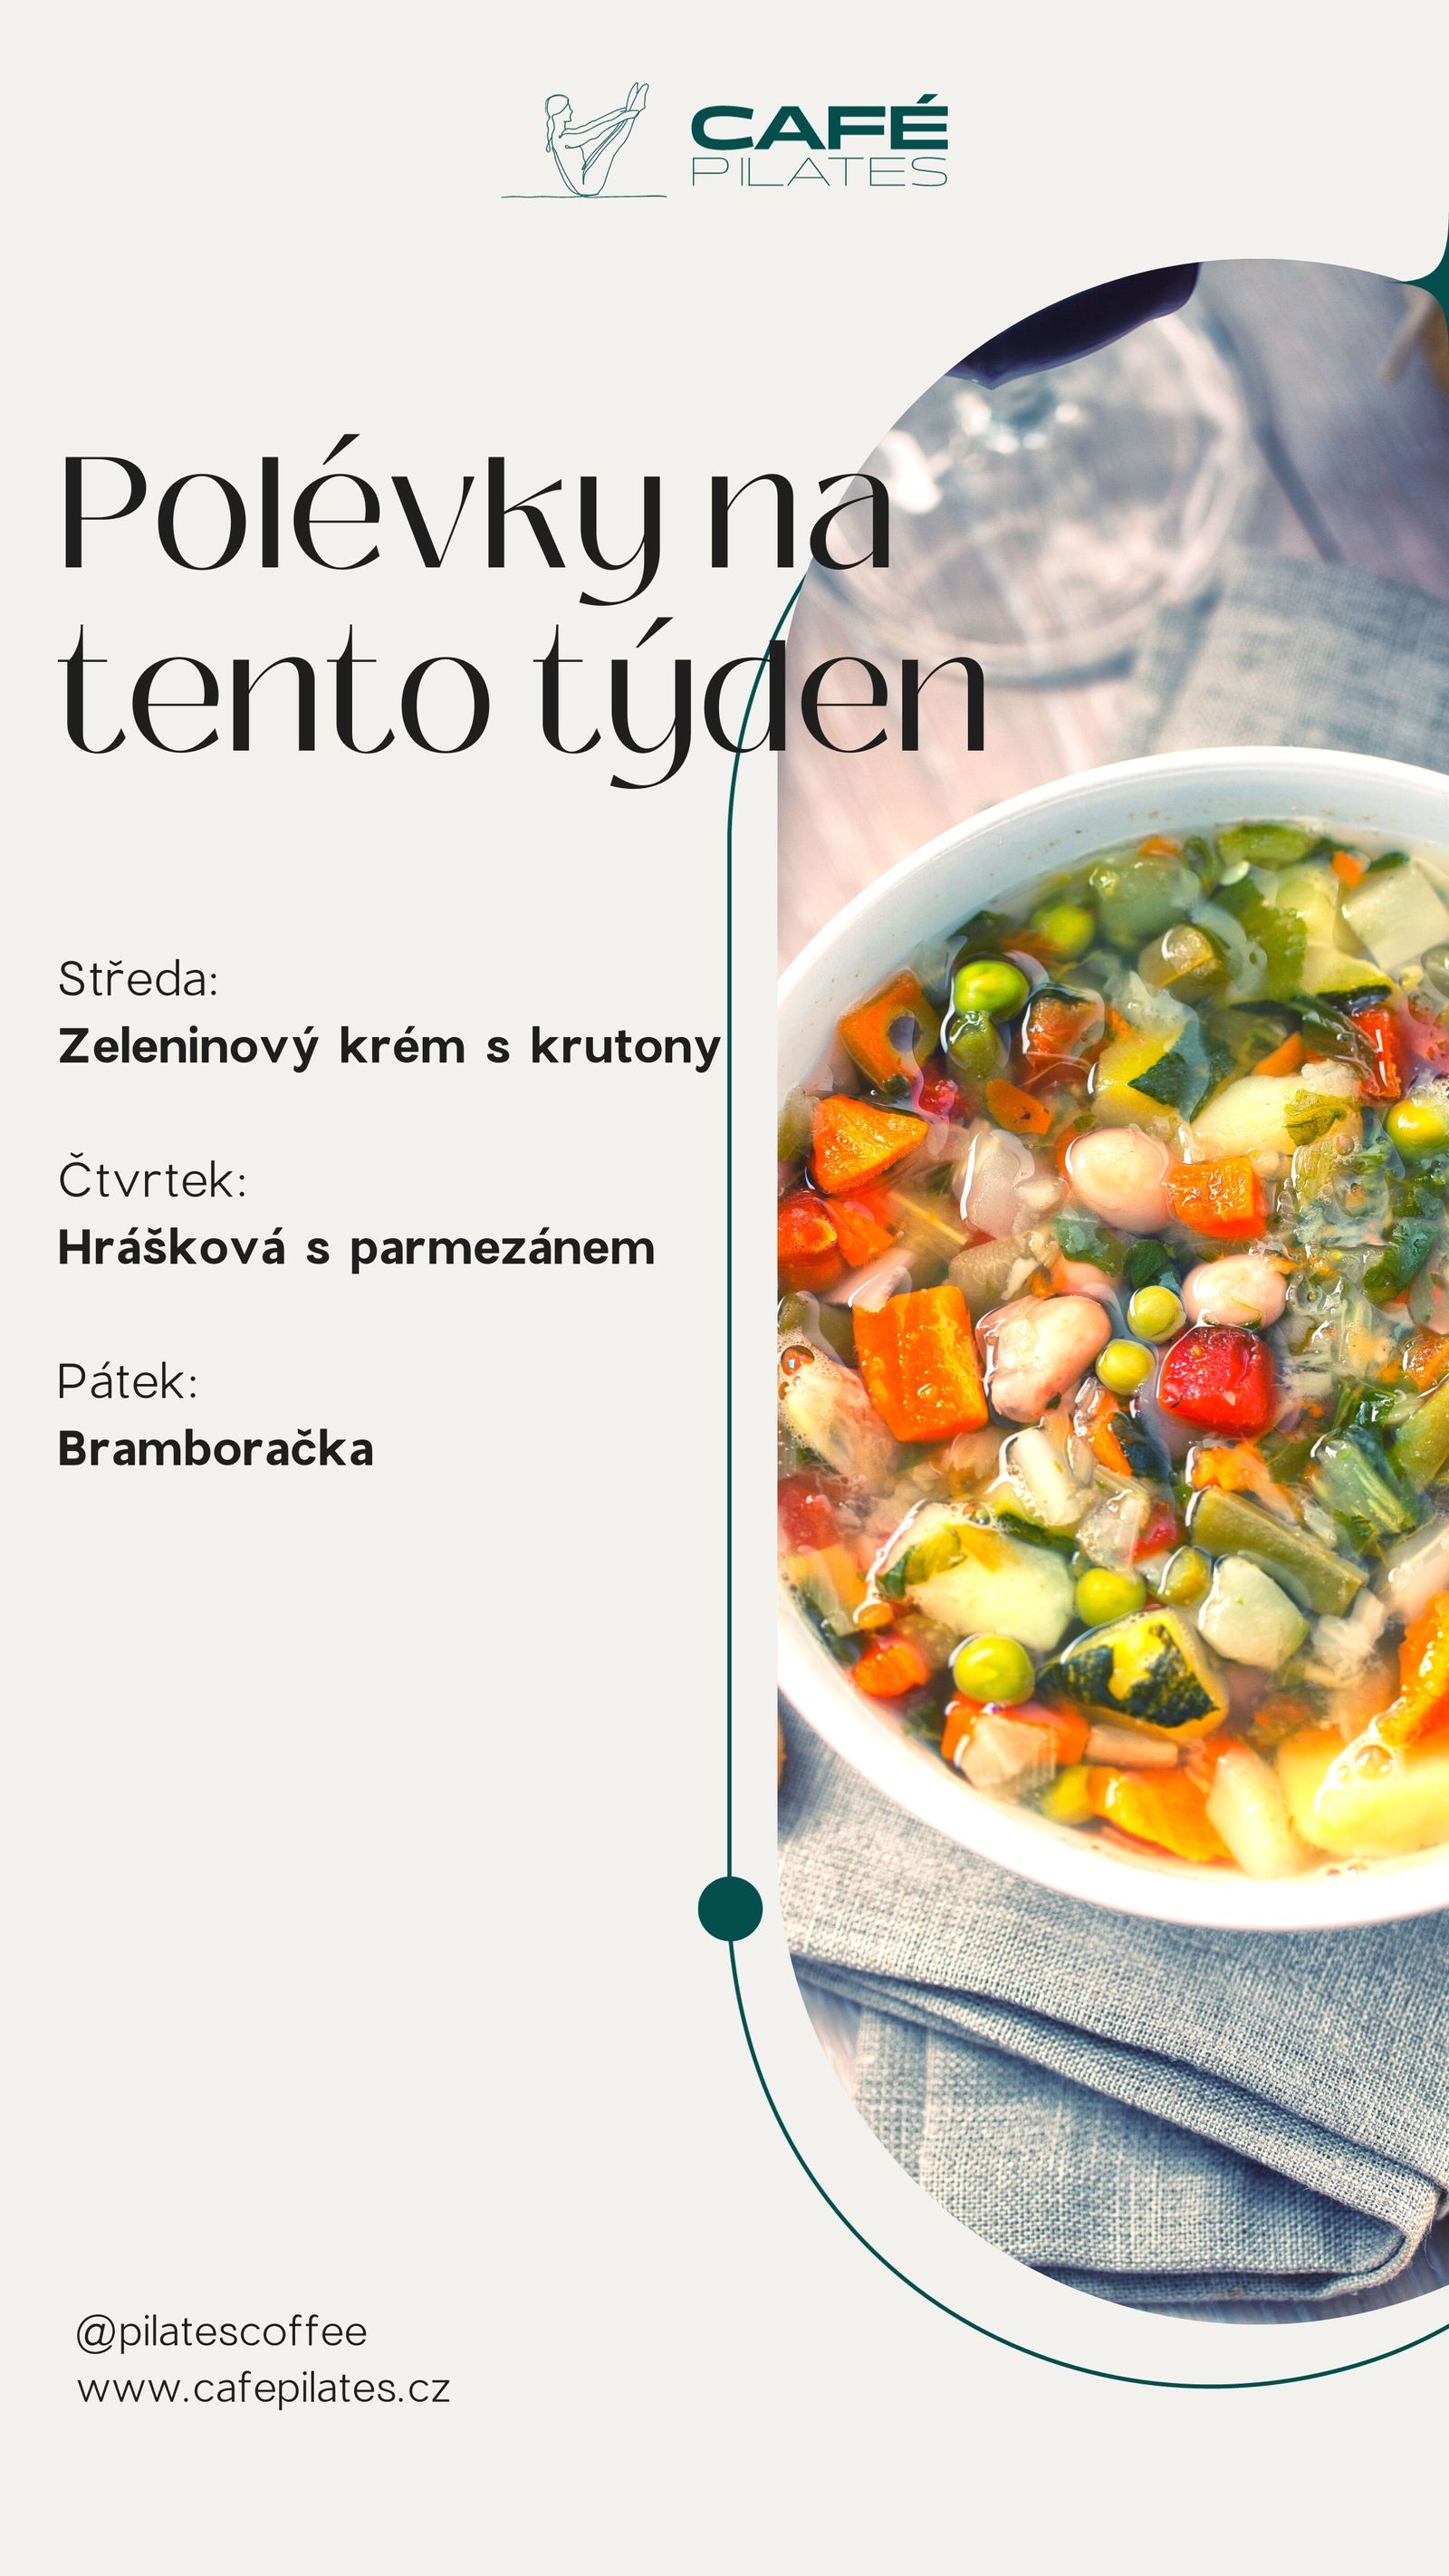 CAFÉ
PILATES
Polévky na
tento týden
Středa:
Zeleninový krém s krutony
Čtvrtek:
Hrášková s parmezánem
Pátek:
Bramboračka
@pilatescoffee
www.cafepilates.cz